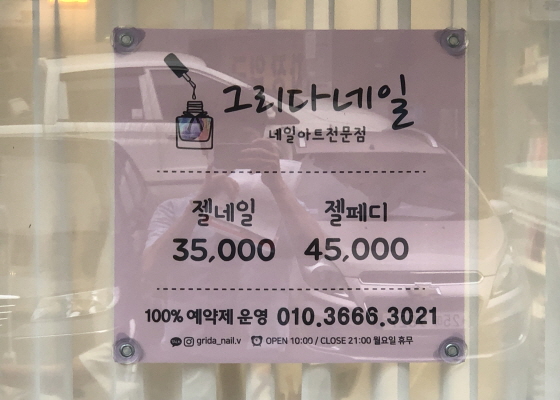 그리다네일
네일아트전문점
젤네일 젤페디
35,000 45,000
100% 예약제 운영 010.3666.3021
grida_nail.v OPEN 10:00 / CLOSE 21:00 월요일 휴무